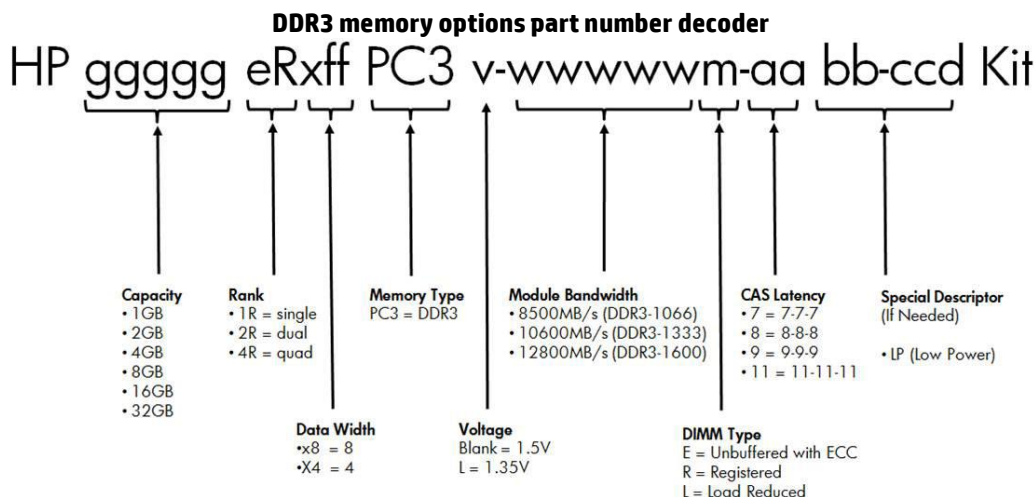 DDR3 memory options part number decoder
HP ggggg eRxff PC3 v-wwwwwm-aa bb-ccd Kit
Capacity
• 1GB
• 2GB
• 4GB
• 8GB
• 16GB
• 32GB
Rank
• 1R = single
• 2R = dual
• 4R = quad
Memory Type
PC3 = DDR3
Module Bandwidth
• 8500MB/s (DDR3-1066)
• 10600MB/s (DDR3-1333)
• 12800MB/s (DDR3-1600)
CAS Latency
• 7 = 7-7-7
• 8 = 8-8-8
• 9 = 9-9-9
• 11 = 11-11-11
Special Descriptor
(If Needed)
• LP (Low Power)
Data Width
•x8 = 8
•X4 = 4
Voltage
Blank = 1.5V
L = 1.35V
DIMM Type
E = Unbuffered with ECC
R = Registered
L = Load Reduced